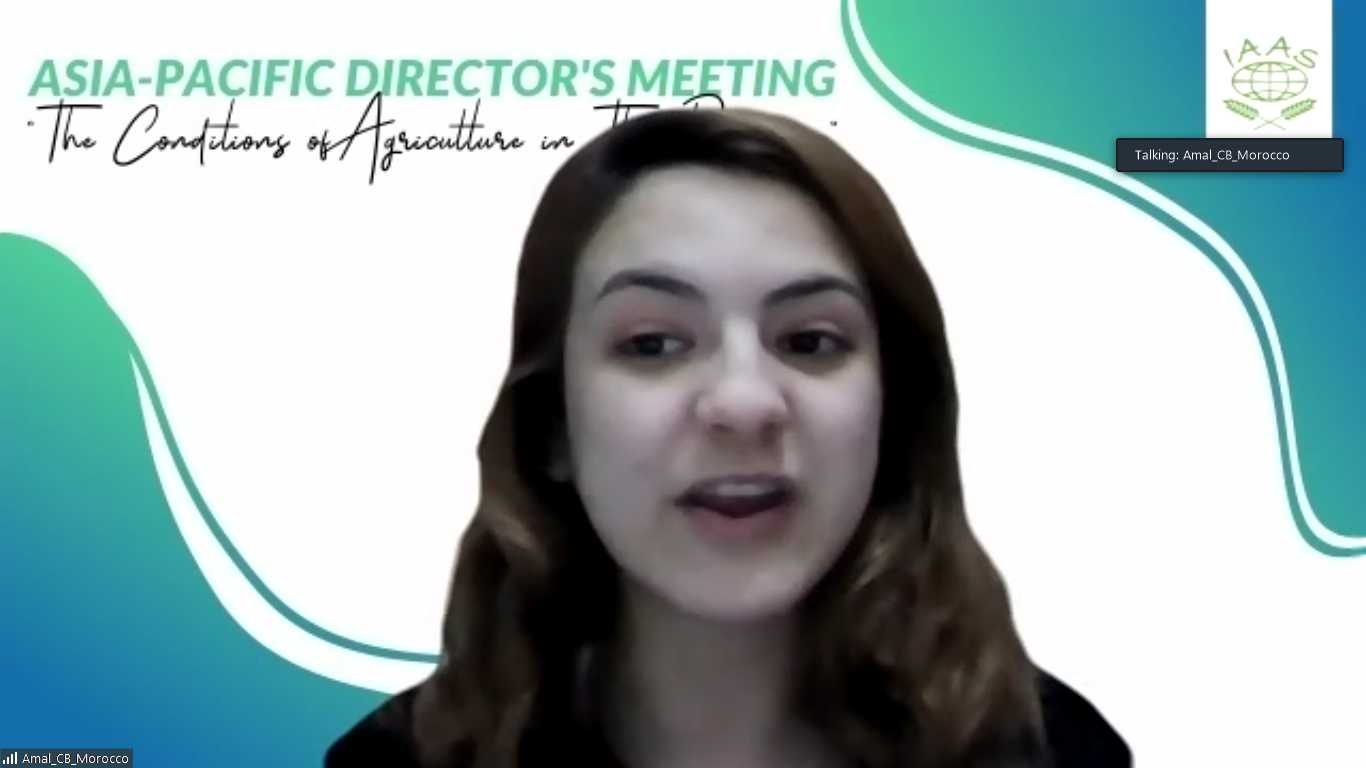 ASIA-PACIFIC DIRECTOR'S MEETING
"The Conditions of Agriculture in "
IAAS
Talking: Amal_CB_Morocco
Amal_CB_Morocco